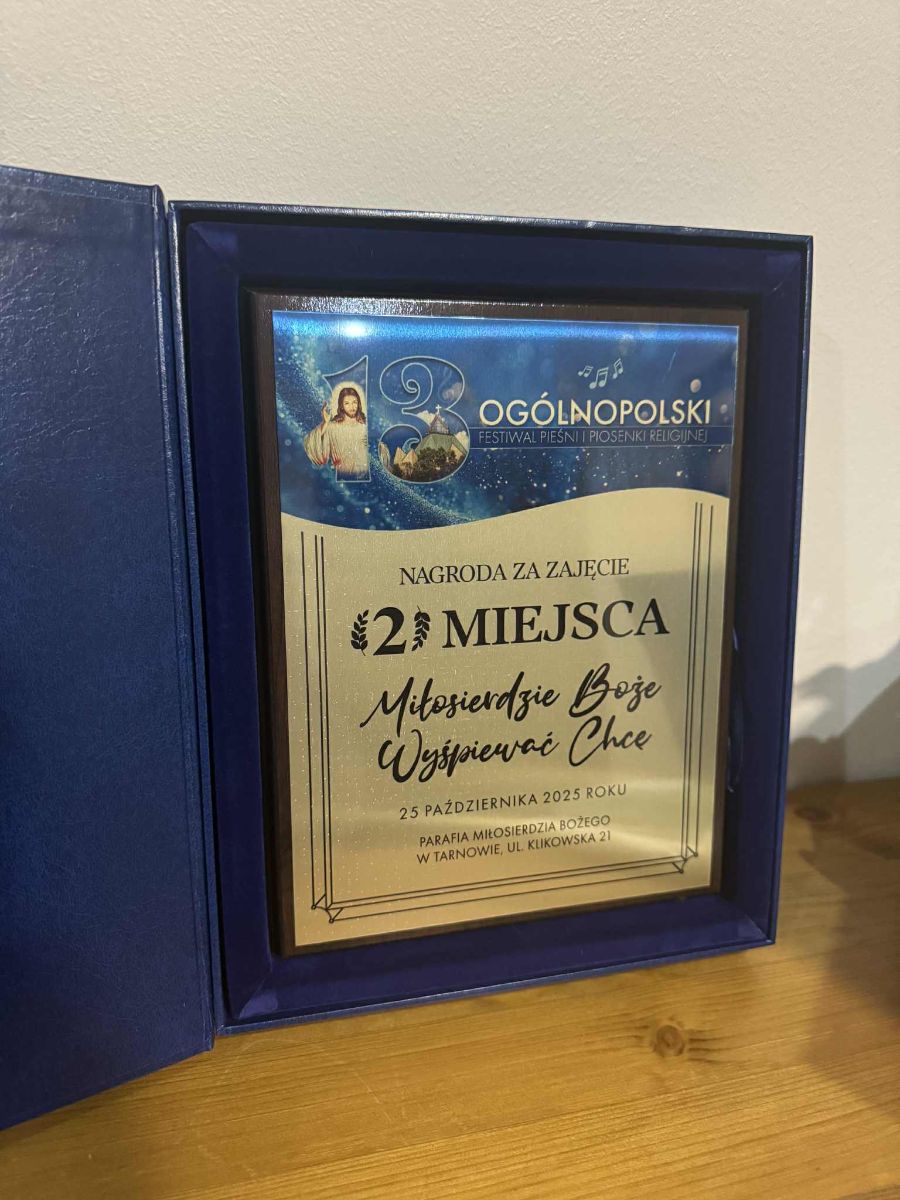 13
OGÓLNOPOLSKI
FESTIWAL PIEŚNI I PIOSENKI RELIGIJNEJ
NAGRODA ZA ZAJĘCIE
2 MIEJSCA
Miłosierdzie Boże
Wyśpiewać Chcę
25 PAŹDZIERNIKA 2025 ROKU
PARAFIA MIŁOSIERDZIA BOŻEGO
W TARNOWIE, UL. KLIKOWSKA 21